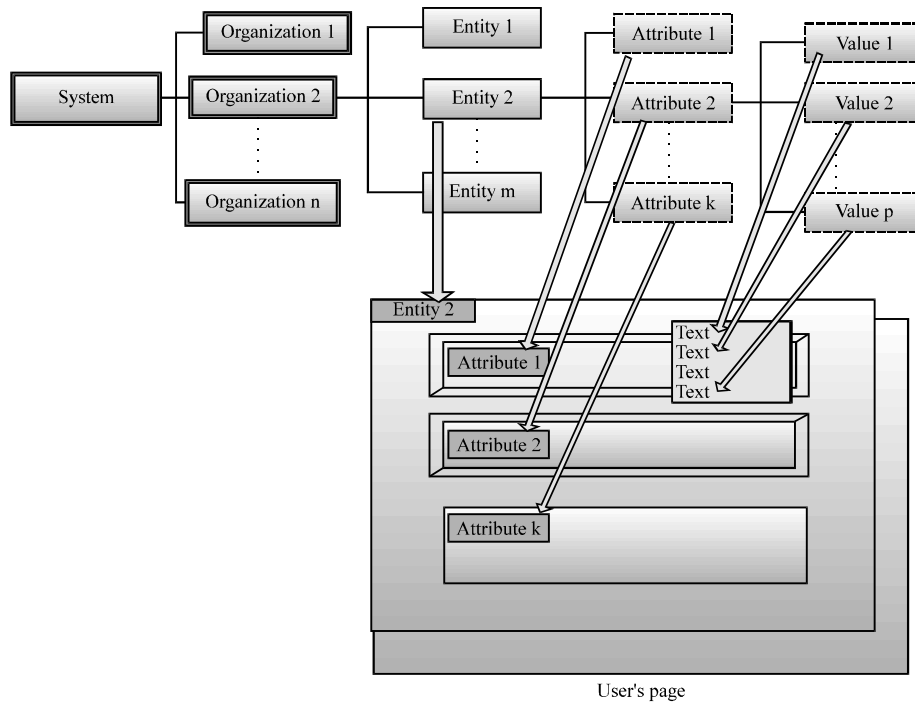 System
Organization 1
Organization 2
Organization n
Entity 1
Entity 2
Entity m
Attribute 1
Attribute 2
Attribute k
Value 1
Value 2
Value p
Entity 2
Attribute 1
Text
Text
Text
Text
Attribute 2
Attribute k
User's page